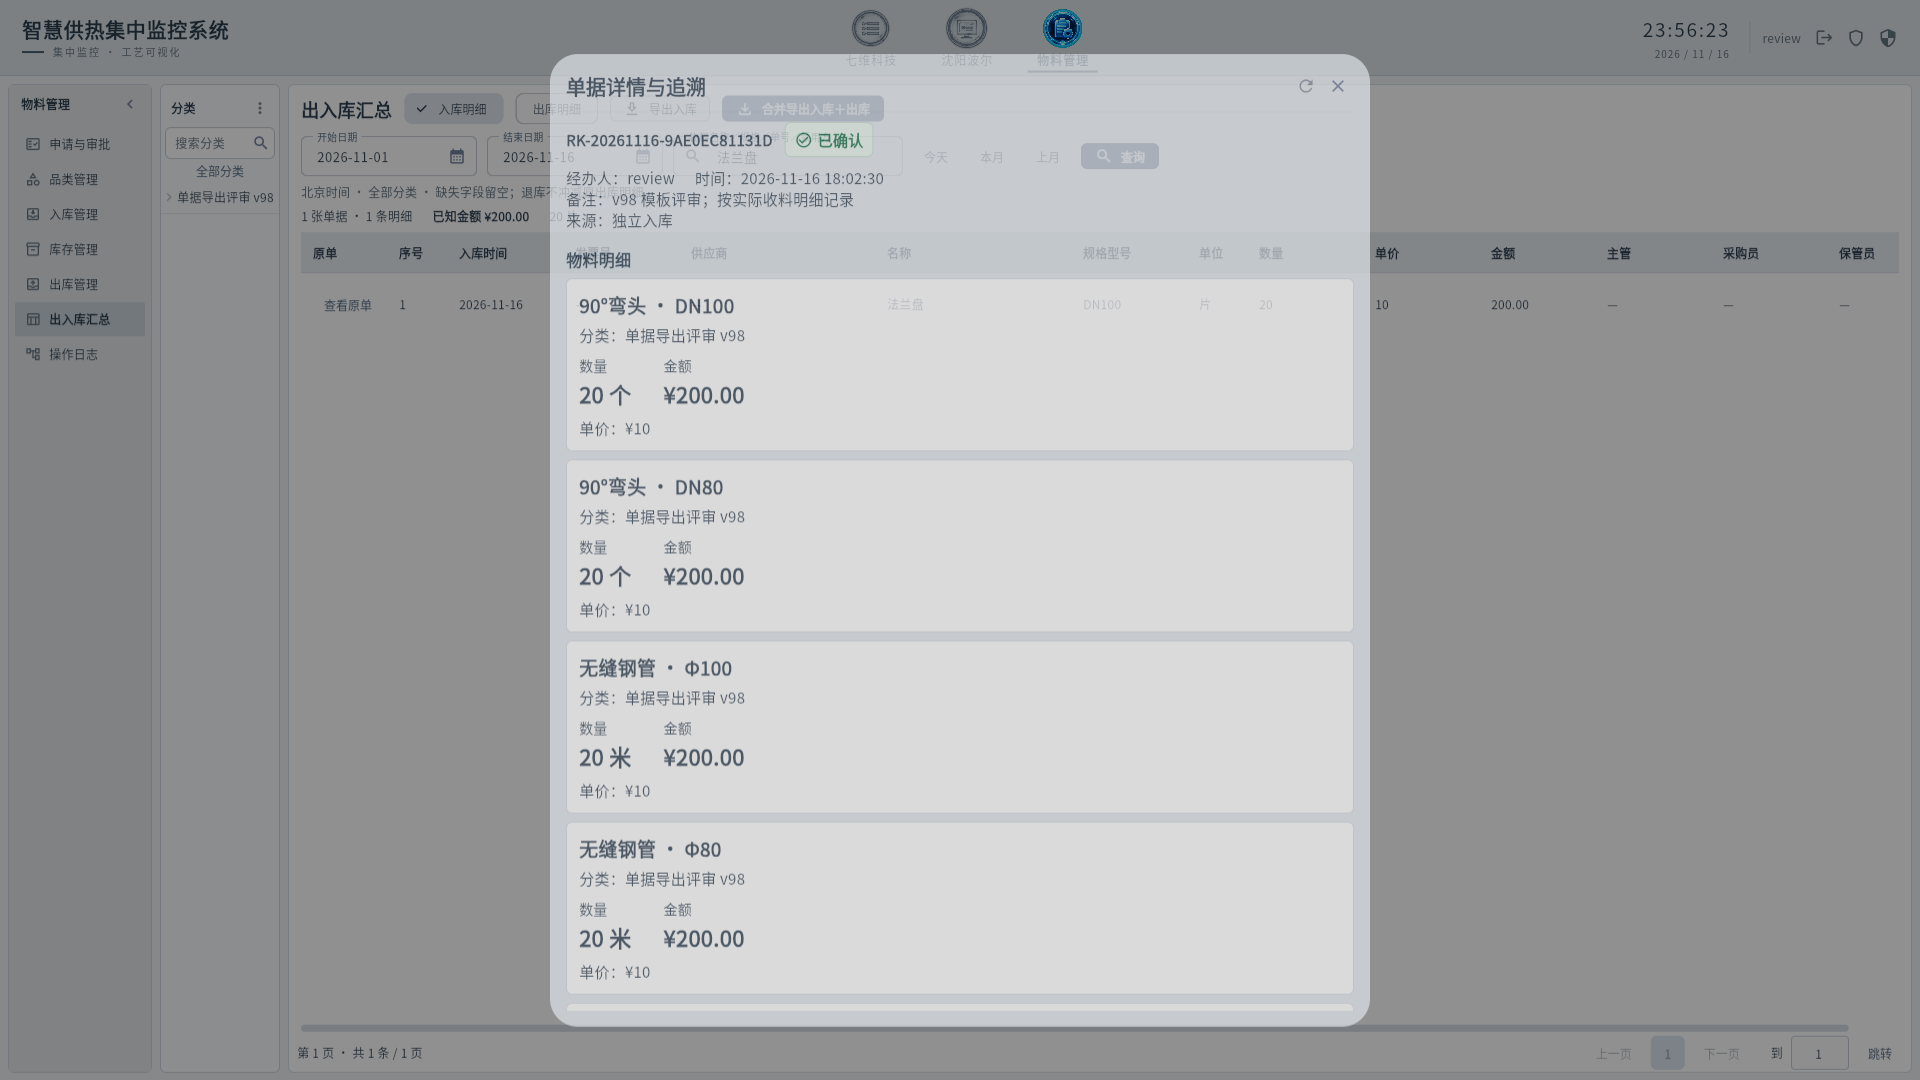 智慧供热集中监控系统
集中监控 · 工艺可视化
七维科技
沈阳波尔
物料管理
23:56:23
2026 / 11 / 16
review
物料管理
申请与审批
品类管理
入库管理
库存管理
出库管理
出入库汇总
操作日志
分类
搜索分类
全部分类
单据导出评审 v98
出入库汇总
入库明细
出库明细
导出入库
合并导出入库+出库
开始日期
2026-11-01
结束日期
2026-11-16
法兰盘
今天
本月
上月
查询
北京时间 · 全部分类 · 缺失字段留空；退库不冲
1 张单据 · 1 条明细 已知金额 ¥200.00
原单 序号 入库时间 发票号 供应商 名称 规格型号 单位 数量 单价 金额 主管 采购员 保管员
查看原单 1 2026-11-16 法兰盘 DN100 片 20 10 200.00 — — —
单据详情与追溯
RK-20261116-9AE0EC81131D 已确认
经办人：review 时间：2026-11-16 18:02:30
备注：v98 模板评审；按实际收料明细记录
来源：独立入库
物料明细
90°弯头 · DN100
分类：单据导出评审 v98
数量 金额
20 个 ¥200.00
单价：¥10
90°弯头 · DN80
分类：单据导出评审 v98
数量 金额
20 个 ¥200.00
单价：¥10
无缝钢管 · Φ100
分类：单据导出评审 v98
数量 金额
20 米 ¥200.00
单价：¥10
无缝钢管 · Φ80
分类：单据导出评审 v98
数量 金额
20 米 ¥200.00
单价：¥10
第 1 页 · 共 1 条 / 1 页
上一页 1 下一页 到 1 跳转